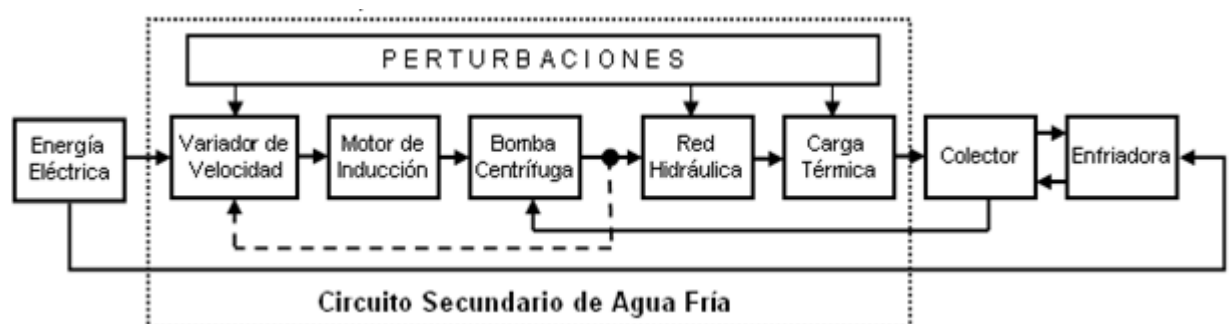 PERTURBACIONES
Energía
Eléctrica
Variador de
Velocidad
Motor de
Inducción
Bomba
Centrífuga
Red
Hidráulica
Carga
Térmica
Colector
Enfriadora
Circuito Secundario de Agua Fría